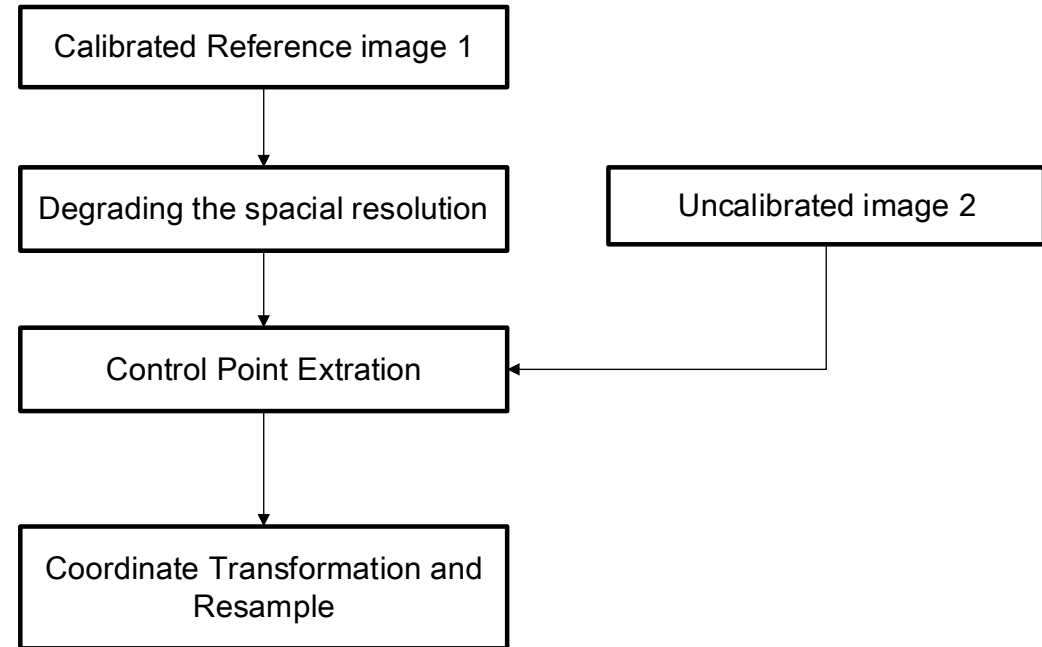 Calibrated Reference image 1
Degrading the spacial resolution
Uncalibrated image 2
Control Point Extration
Coordinate Transformation and
Resample